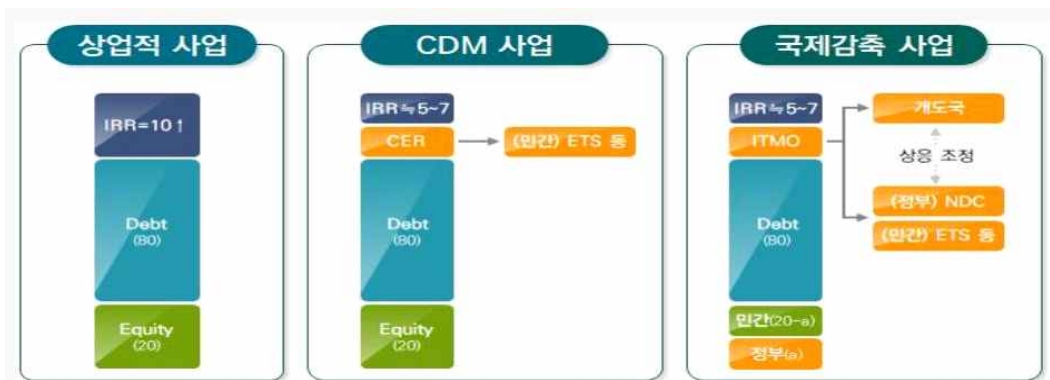 상업적 사업
IRR=10↑
Debt
(80)
Equity
(20)
CDM 사업
IRR≒5~7
CER
(민간) ETS 등
Debt
(80)
Equity
(20)
국제감축 사업
IRR≒5~7
ITMO
개도국
상응 조정
(정부) NDC
(민간) ETS 등
Debt
(80)
민간(20-a)
정부(a)